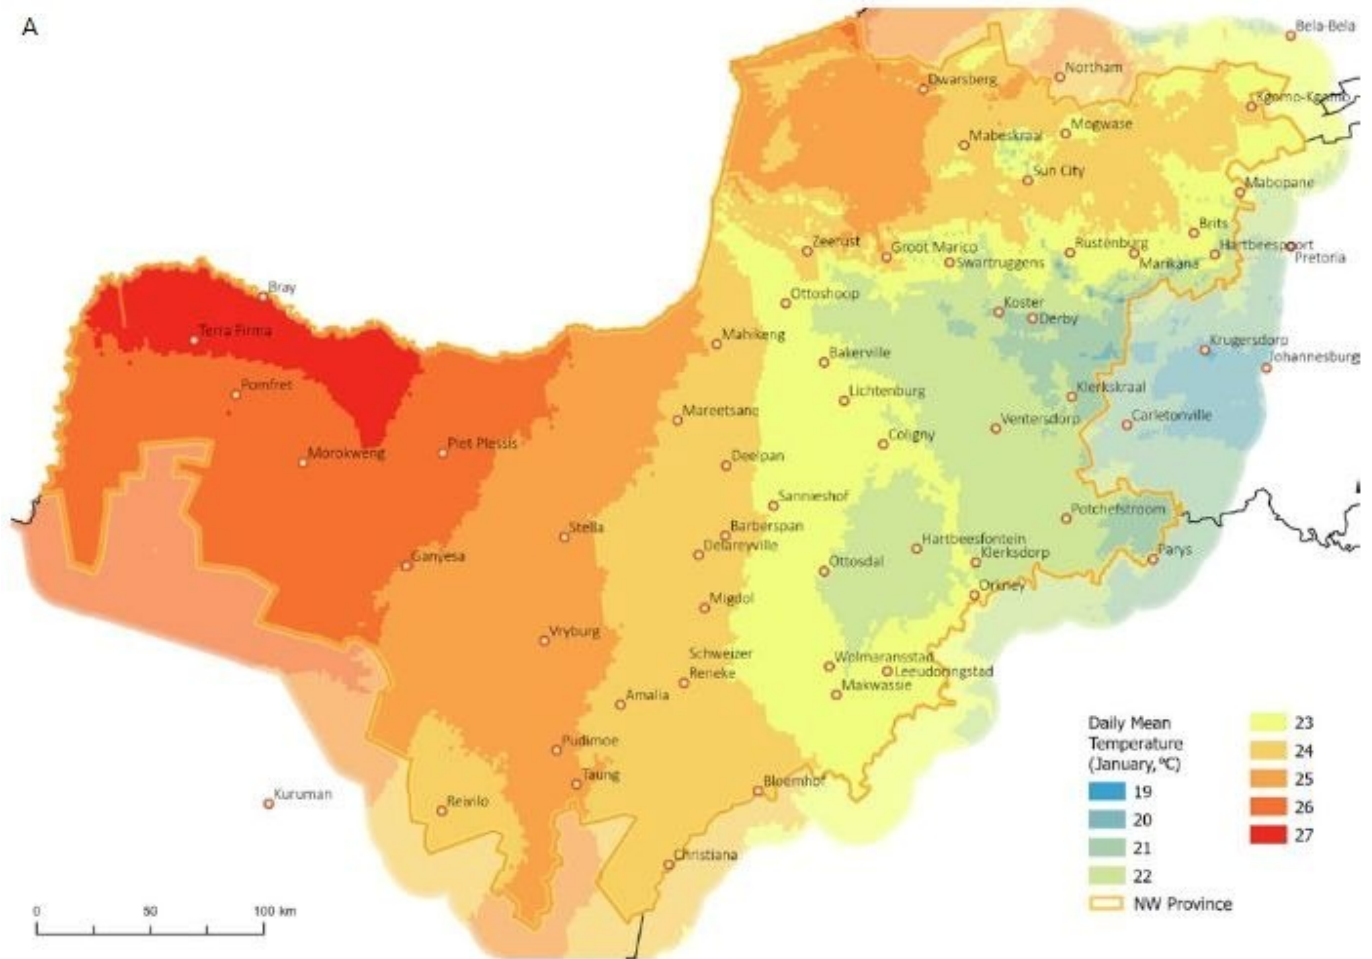 A
Bela-Bela
Northam
Dwarsberg
Kgomo-Kgomo
Mogwase
Mabeskraal
Sun City
Mabopane
Brits
Zeerust
Groot Marico
Rustenburg
Hartbeespoort
Swartruggens
Marikana
Pretoria
Bray
Ottoshoop
Koster
Derby
Terra Firma
Mahikeng
Krugersdorp
Bakerville
Johannesburg
Pomfret
Lichtenburg
Klerkskraal
Mareetsane
Ventersdorp
Carletonville
Piet Plessis
Coligny
Morokweng
Deelpan
Sannieshof
Potchefstroom
Stella
Barberspan
Delareyville
Hartbeesfontein
Klerksdorp
Parys
Ganyesa
Ottosdal
Orkney
Migdol
Vryburg
Schweizer
Reneke
Wolmaransstad
Leeudoringstad
Makwassie
Amalia
Pudimoe
Taung
Bloemhof
Kuruman
Reivilo
Christiana
Daily Mean
Temperature
(January, °C)
19
20
21
22
23
24
25
26
27
NW Province
0 50 100 km